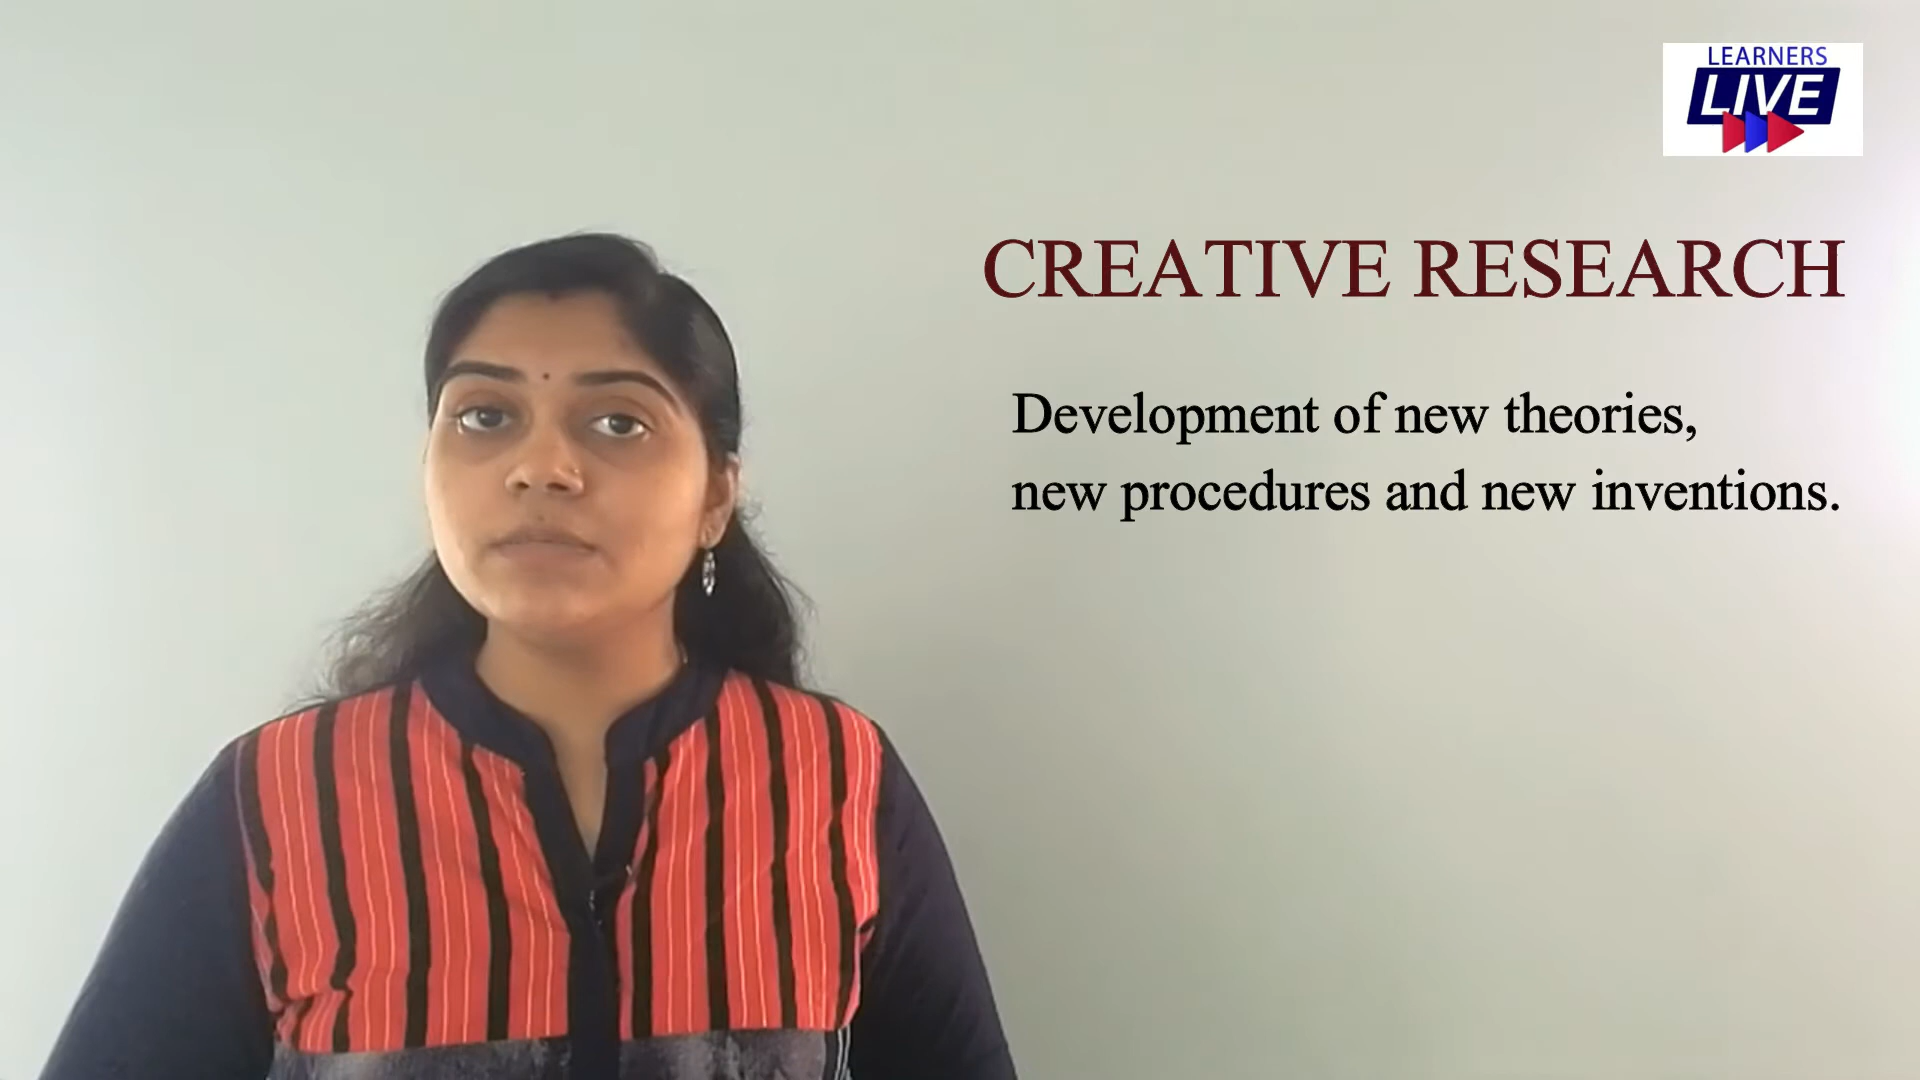 LEARNERS
LIVE
CREATIVE RESEARCH
Development of new theories,
new procedures and new inventions.